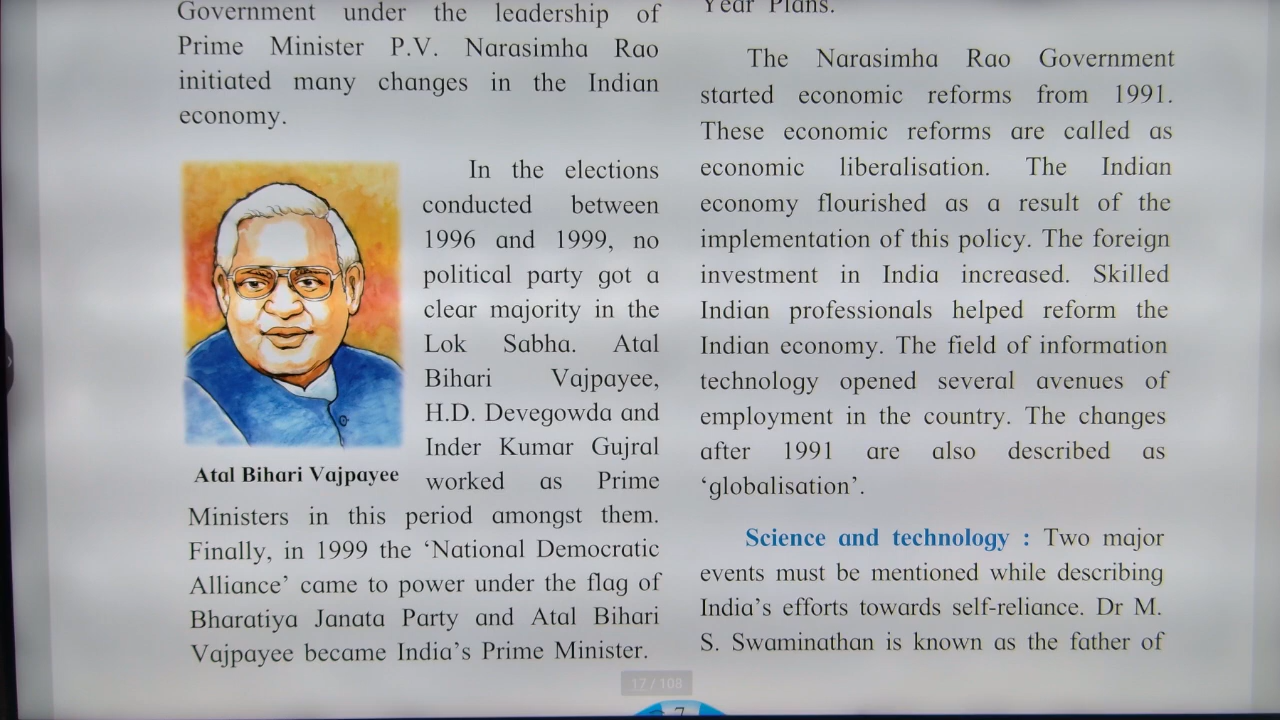 Government under the leadership of
Prime Minister P.V. Narasimha Rao
initiated many changes in the Indian
economy.
In the elections
conducted between
1996 and 1999, no
political party got a
clear majority in the
Lok Sabha. Atal
Bihari Vajpayee,
H.D. Devegowda and
Inder Kumar Gujral
worked as Prime
Atal Bihari Vajpayee
Ministers in this period amongst them.
Finally, in 1999 the ‘National Democratic
Alliance’ came to power under the flag of
Bharatiya Janata Party and Atal Bihari
Vajpayee became India’s Prime Minister.
Year Plans.
The Narasimha Rao Government
started economic reforms from 1991.
These economic reforms are called as
economic liberalisation. The Indian
economy flourished as a result of the
implementation of this policy. The foreign
investment in India increased. Skilled
Indian professionals helped reform the
Indian economy. The field of information
technology opened several avenues of
employment in the country. The changes
after 1991 are also described as
‘globalisation’.
Science and technology : Two major
events must be mentioned while describing
India’s efforts towards self-reliance. Dr M.
S. Swaminathan is known as the father of
17 / 108
7